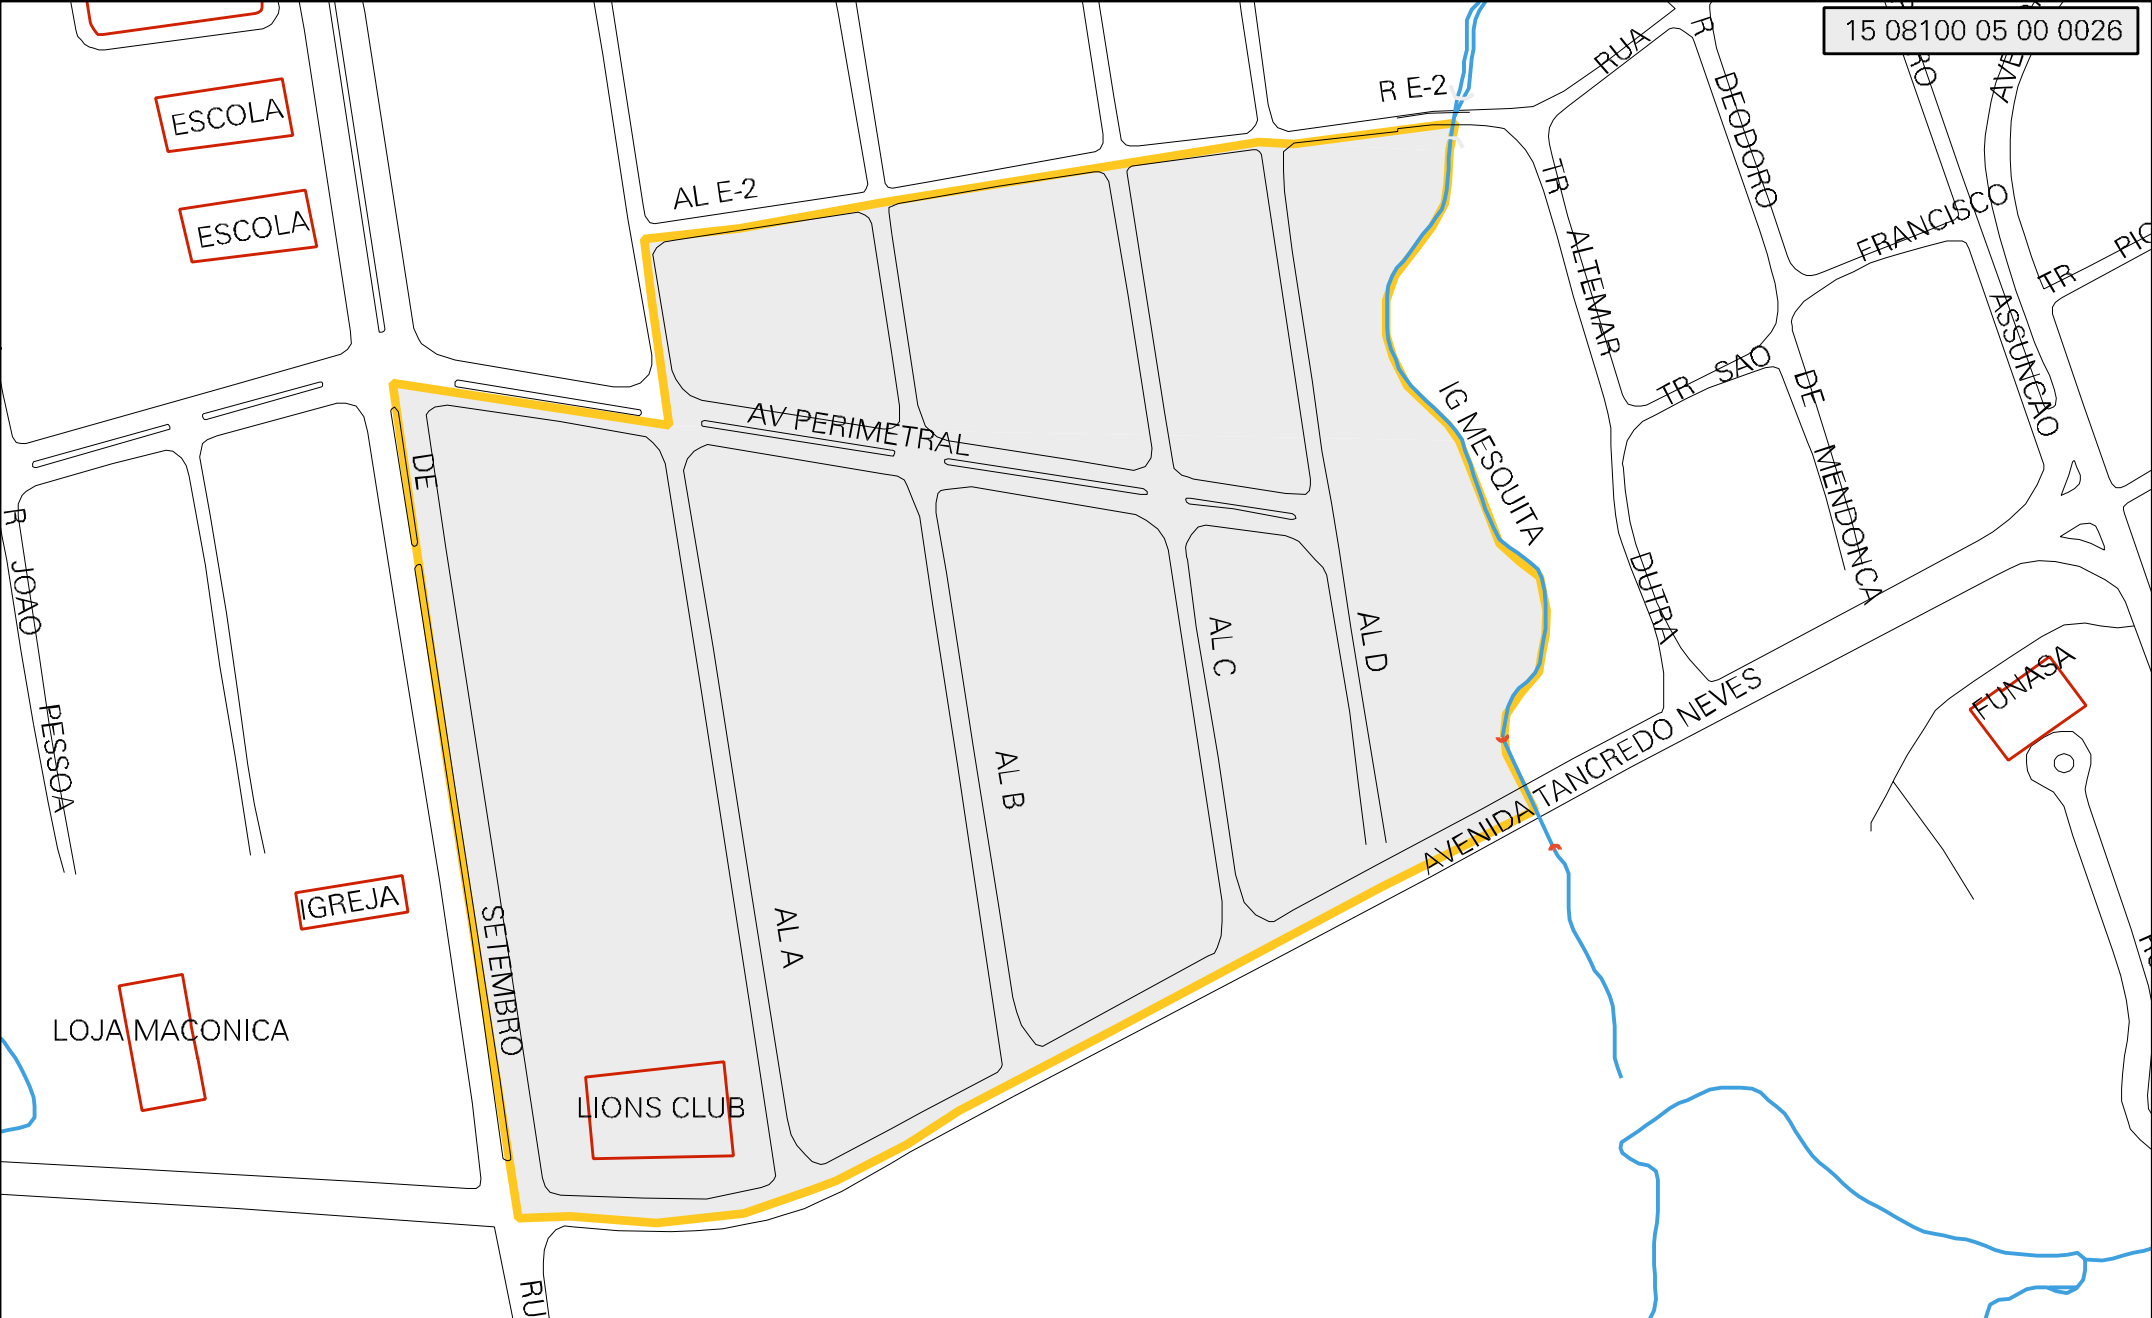 15 08100 05 00 0026
ESCOLA
ESCOLA
AL E-2
R E-2
RUA
R
DEODORO
DE
MENDONCA
TR
ALTEMAR
DUTRA
FRANCISCO
TR SAO
ASSUNCAO
TR
IG MESQUITA
AV PERIMETRAL
DE
SETEMBRO
R JOAO
PESSOA
AL A
AL B
AL C
AL D
AVENIDA TANCREDO NEVES
FUNASA
IGREJA
LOJA MACONICA
LIONS CLUB
RU